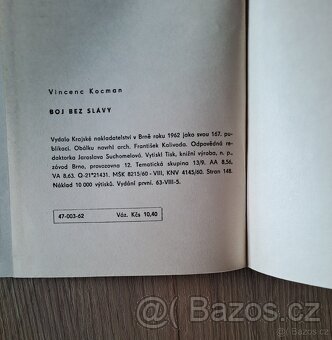 Vincenc Kocman
BOJ BEZ SLÁVY
Vydalo Krajské nakladatelství v Brně roku 1962 jako svou 167. pu-
blikaci. Obálku navrhl arch. František Kalivoda. Odpovědná re-
daktorka Jaroslava Suchomelová. Vytiskl Tisk, knižní výroba, n. p.,
závod Brno, provozovna 12. Tematická skupina 13/9. AA 8,56,
VA 8,63. Q-21*21431. MŠK 8215/60 - VIII, KNV 4145/60. Stran 148.
Náklad 10 000 výtisků. Vydání první. 63-VIII-5.
47-003-62 Váz. Kčs 10,40
Bazos.cz